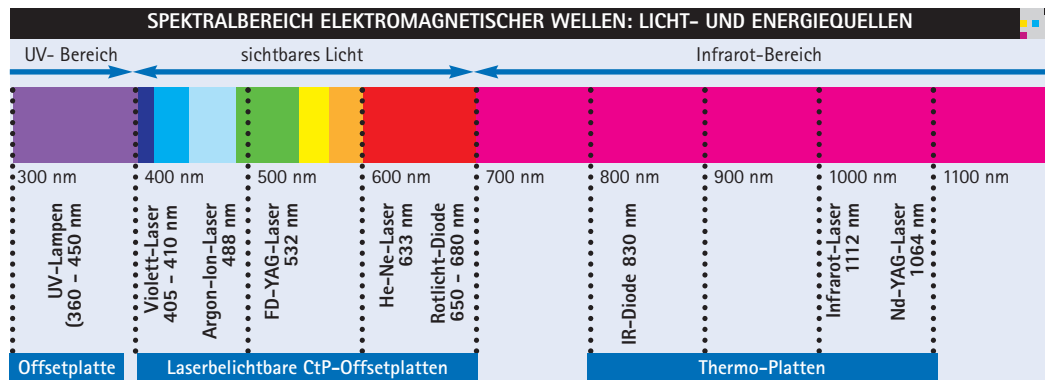 SPEKTRALBEREICH ELEKTROMAGNETISCHER WELLEN: LICHT- UND ENERGIEQUELLEN
UV- Bereich
sichtbares Licht
Infrarot-Bereich
300 nm
400 nm
500 nm
600 nm
700 nm
800 nm
900 nm
1000 nm
1100 nm
UV-Lampen
(360 - 450 nm
Violett-Laser
405 - 410 nm
Argon-Ion-Laser
488 nm
FD-YAG-Laser
532 nm
He-Ne-Laser
633 nm
Rotlicht-Diode
650 - 680 nm
IR-Diode 830 nm
Infrarot-Laser
1112 nm
Nd-YAG-Laser
1064 nm
Offsetplatte
Laserbelichtbare CtP-Offsetplatten
Thermo-Platten